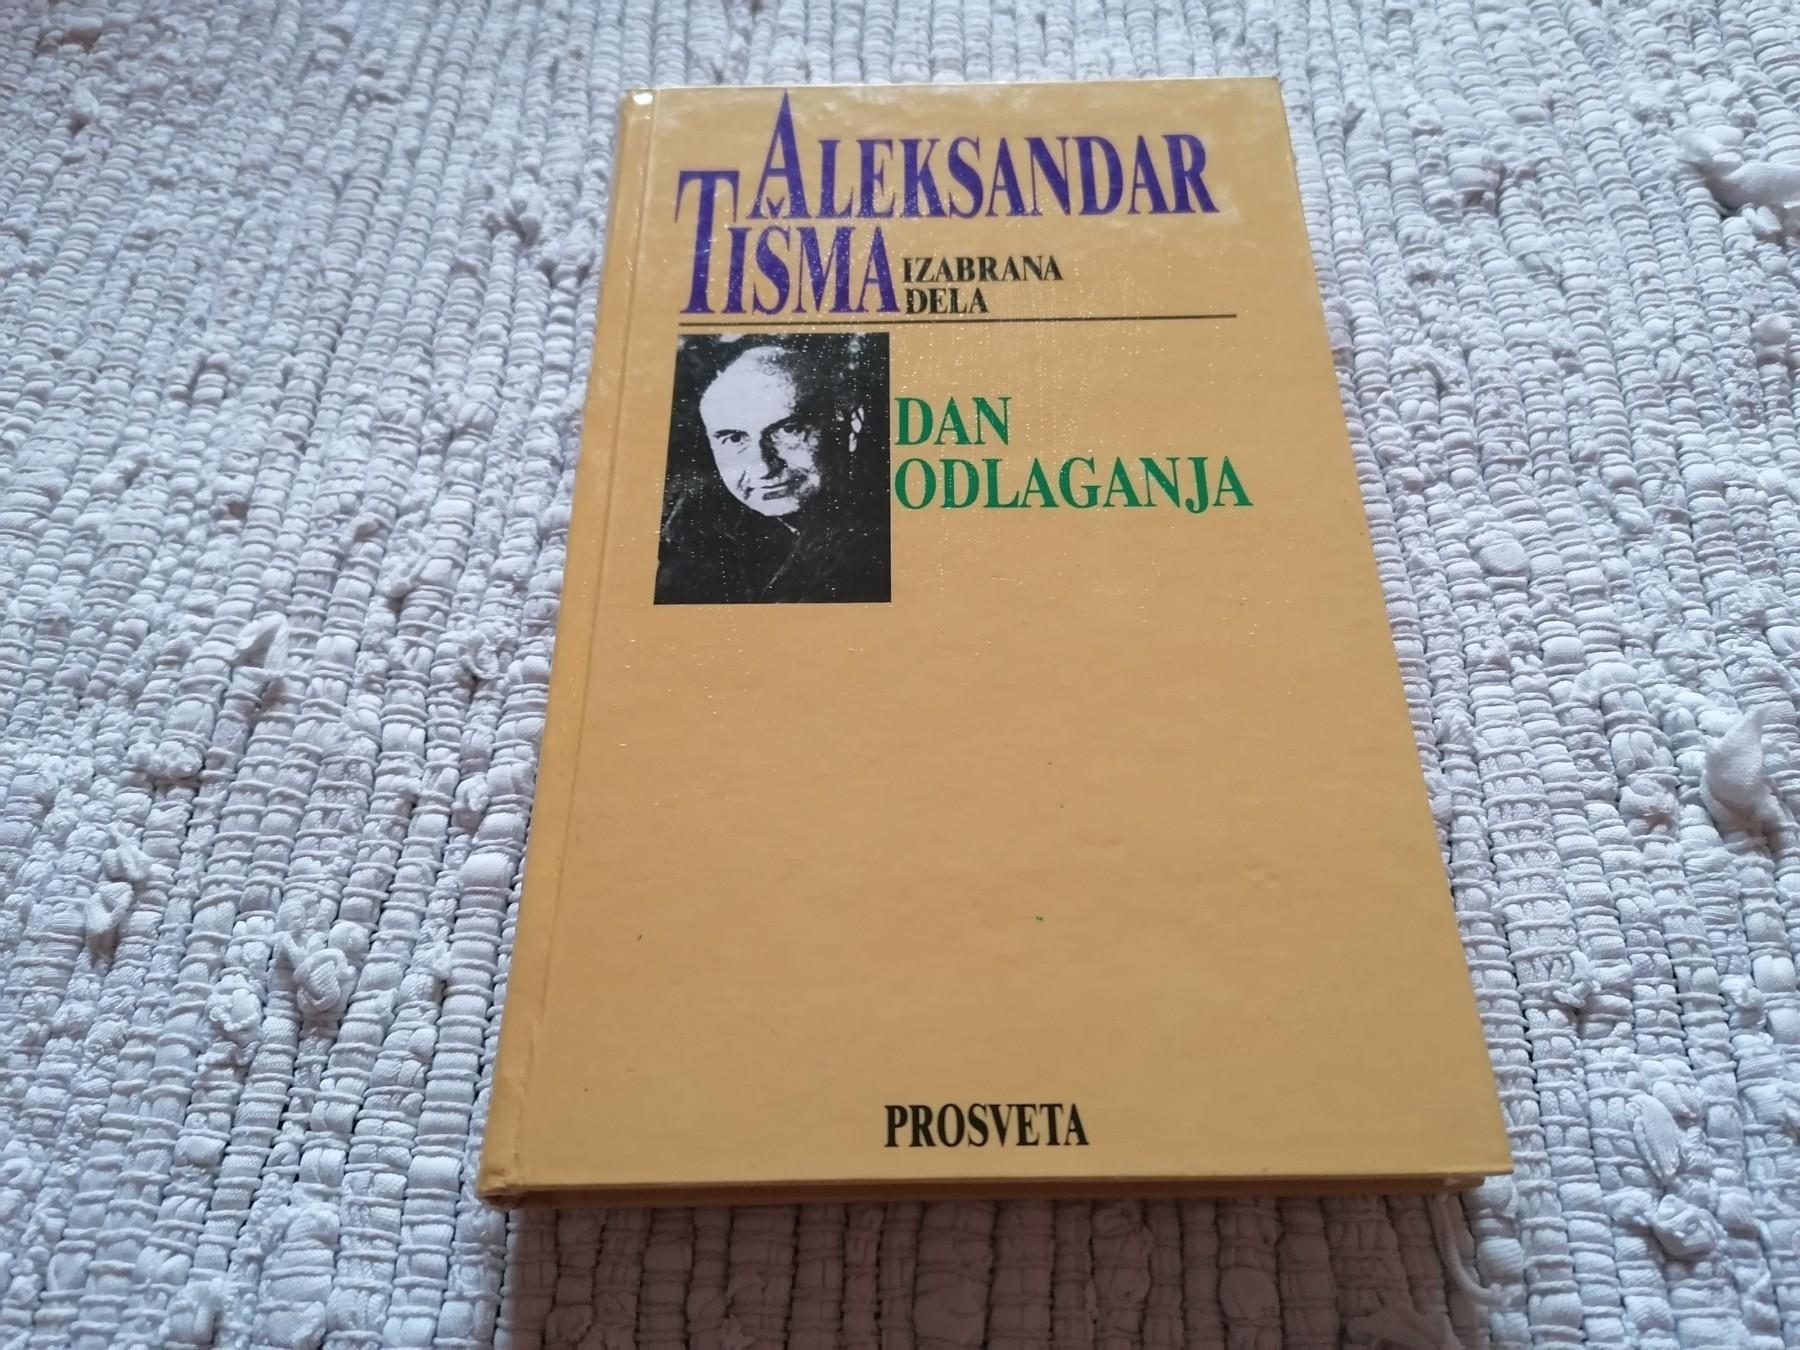 ALEKSANDAR
TIŠMA IZABRANA
DELA
DAN
ODLAGANJA
PROSVETA